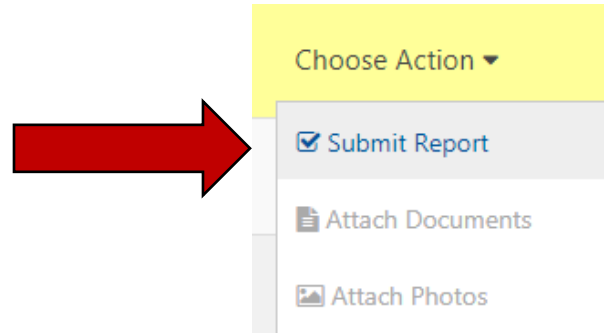 Choose Action
Submit Report
Attach Documents
Attach Photos